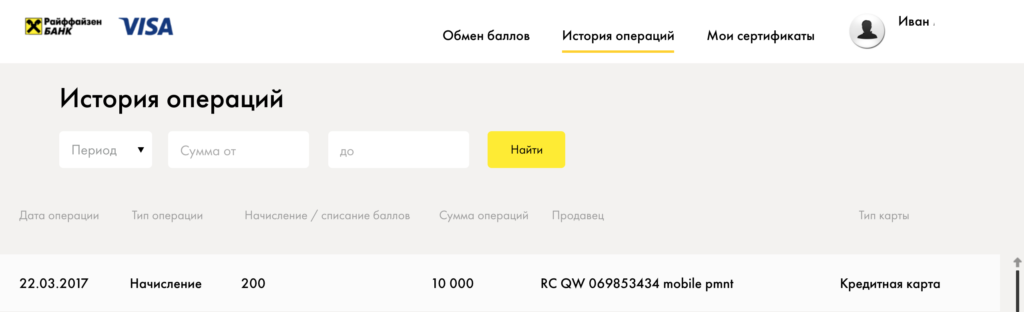 Райффайзен
БАНК
VISA
Обмен баллов История операций Мои сертификаты Иван
История операций
Период Сумма от до Найти
Дата операции Тип операции Начисление / списание баллов Сумма операций Продавец Тип карты
22.03.2017 Начисление 200 10 000 RC QW 069853434 mobile pmnt Кредитная карта